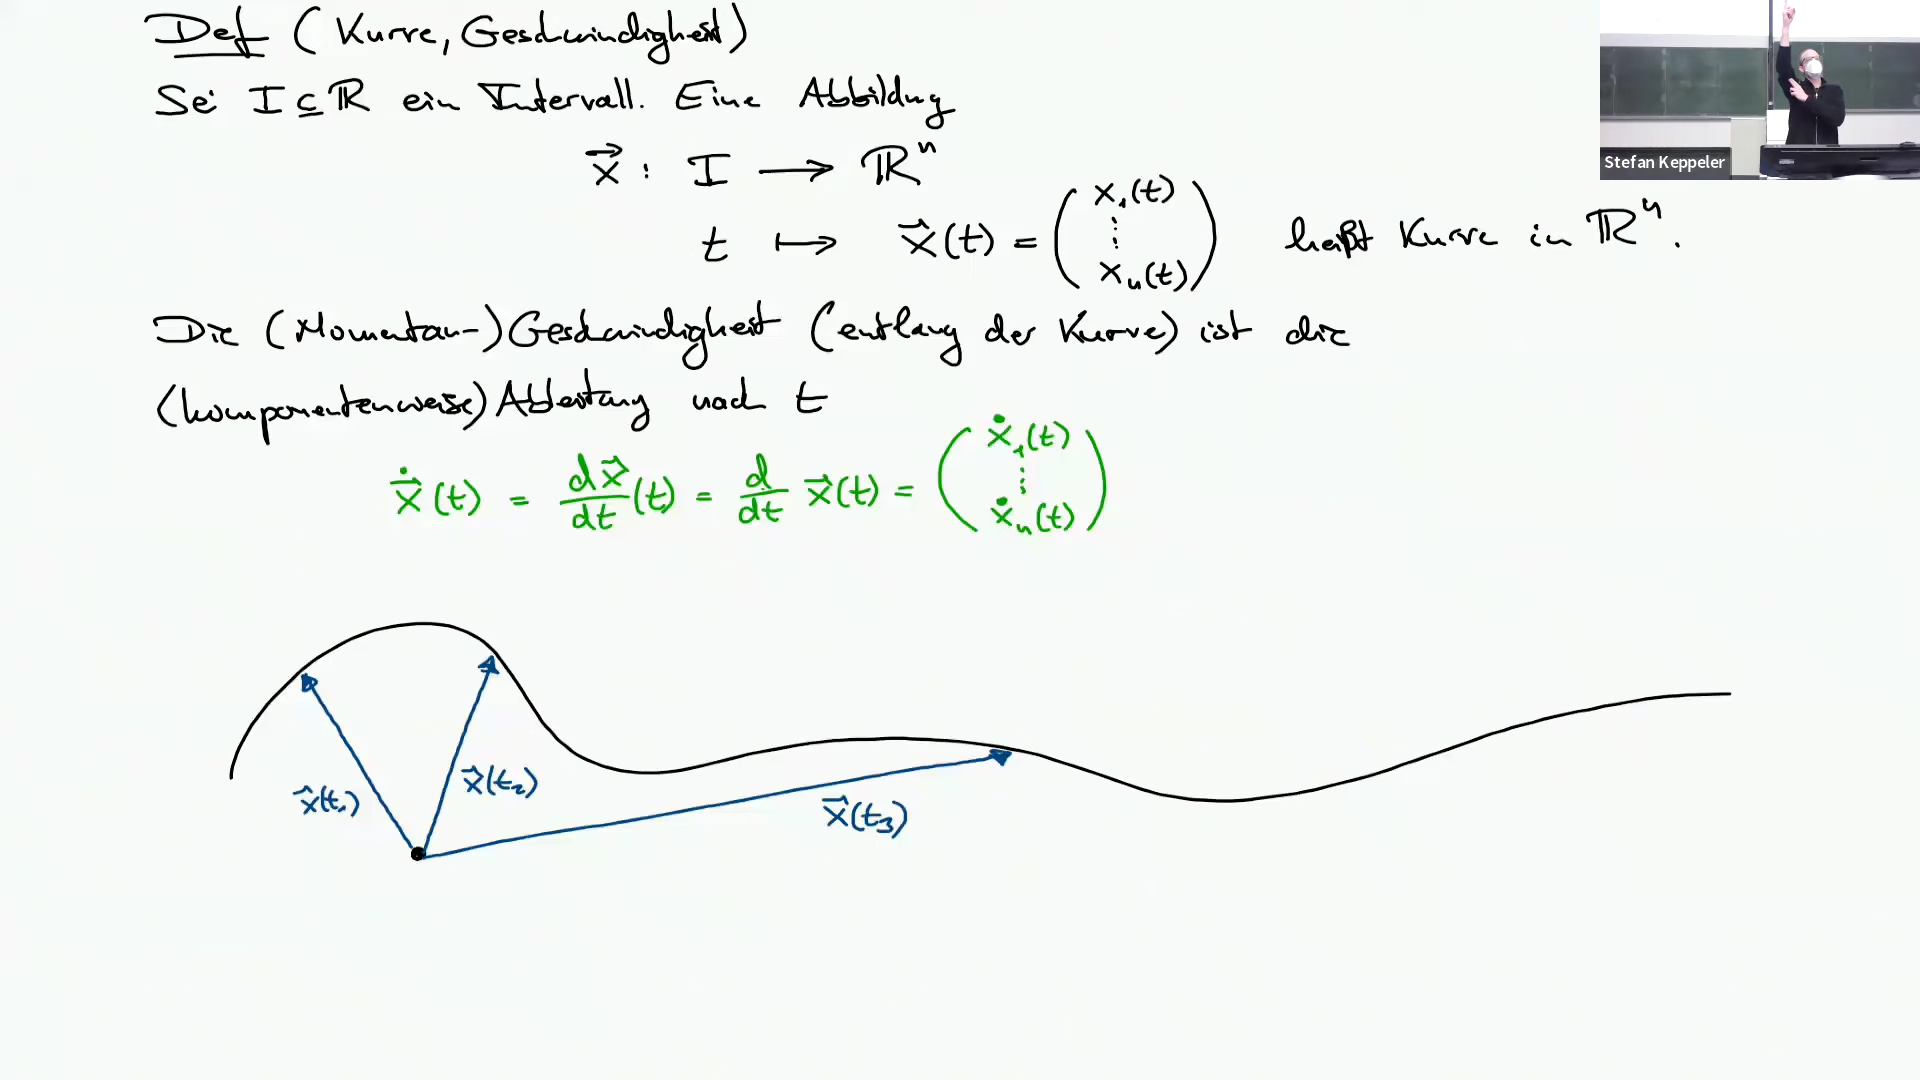 Def (Kurve, Geschwindigkeit)
Sei I ⊆ ℝ ein Intervall. Eine Abbildung
x⃗ : I ⟶ ℝⁿ
t ⟼ x⃗(t) = (x₁(t) ⋮ xₙ(t)) heißt Kurve in ℝⁿ.
Die (Momentan-)Geschwindigkeit (entlang der Kurve) ist die
(komponentenweise) Ableitung nach t
ẋ⃗(t) = dx⃗/dt (t) = d/dt x⃗(t) = (ẋ₁(t) ⋮ ẋₙ(t))
x⃗(t₁)
x⃗(t₂)
x⃗(t₃)
Stefan Keppeler